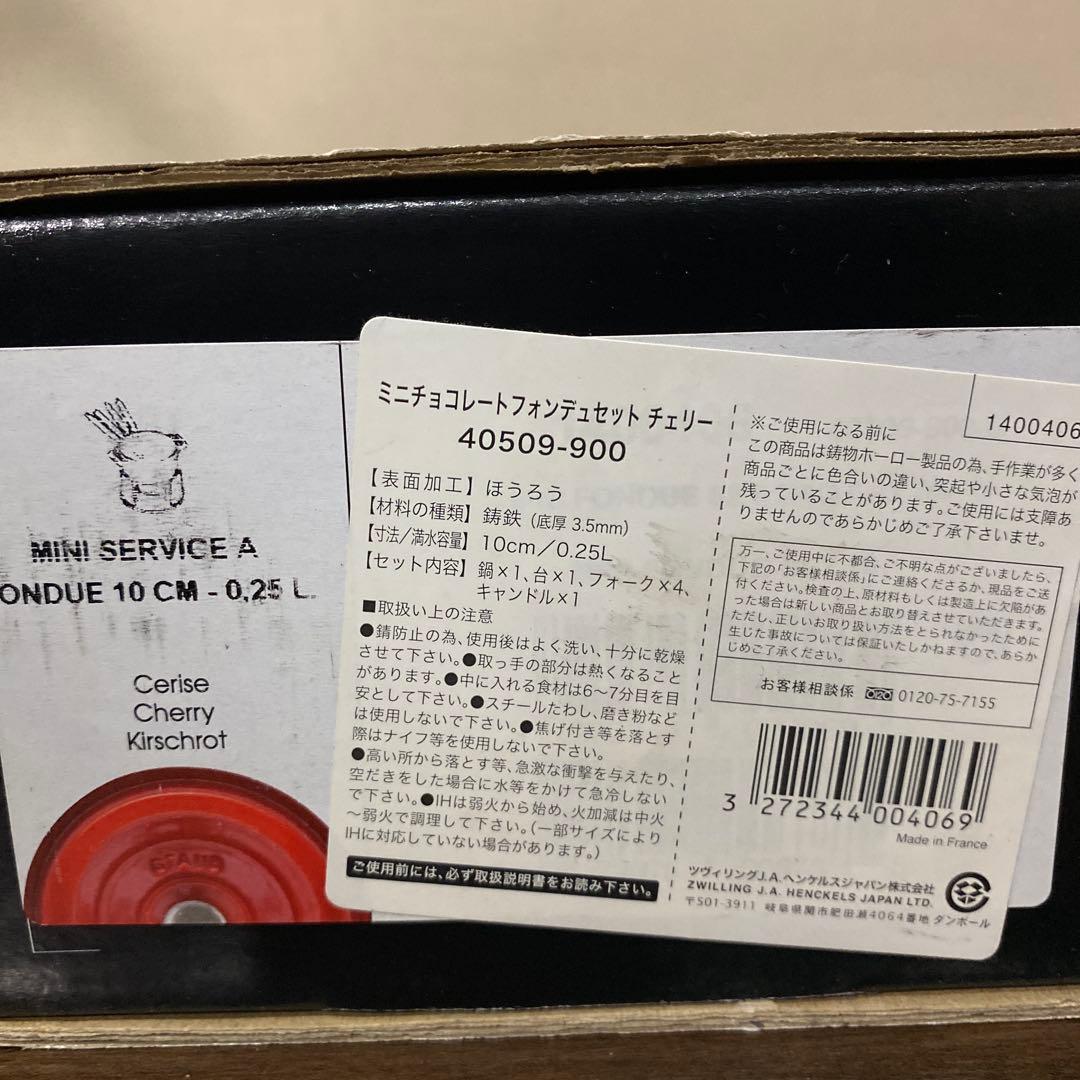 MINI SERVICE A
ONDUE 10 CM - 0,25 L.
Cerise
Cherry
Kirschrot
STAUB
ミニチョコレートフォンデュセット チェリー
40509-900
【表面加工】ほうろう
【材料の種類】鋳鉄（底厚 3.5mm）
【寸法/満水容量】10cm/0.25L
【セット内容】鍋×1、台×1、フォーク×4、
キャンドル×1
■取扱い上の注意
●錆防止の為、使用後はよく洗い、十分に乾燥
させて下さい。●取っ手の部分は熱くなること
があります。●中に入れる食材は6〜7分目を目
安として下さい。●スチールたわし、磨き粉など
は使用しないで下さい。●焦げ付き等を落とす
際はナイフ等を使用しないで下さい。
●高い所から落とす等、急激な衝撃を与えたり、
空だきをした場合に水等をかけて急冷しない
で下さい。●IHは弱火から始め、火加減は中火
〜弱火で調理して下さい。（一部サイズにより
IHに対応していない場合があります。）
ご使用前には、必ず取扱説明書をお読み下さい。
1400406
※ご使用になる前に
この商品は鋳物ホーロー製品の為、手作業が多く
商品ごとに色合いの違い、突起や小さな気泡が
残っていることがあります。ご使用には支障あ
りませんのであらかじめご了承下さいませ。
万一、ご使用中に不都合、ご不明な点がございましたら、
下記の「お客様相談係」にご連絡くださるか、現品をご送
付ください。検査の上、原材料もしくは製造上に欠陥があ
った場合は新しい商品とお取り替えさせていただきます。
ただし、正しいお取り扱い方法をとられなかったために
生じた事故については保証いたしかねますので、あらか
じめご了承ください。
お客様相談係 0120-75-7155
3 272344 004069
Made in France
ツヴィリングJ.A.ヘンケルスジャパン株式会社
ZWILLING J.A. HENCKELS JAPAN LTD.
〒501-3911 岐阜県関市肥田瀬4064番地 ダンボール